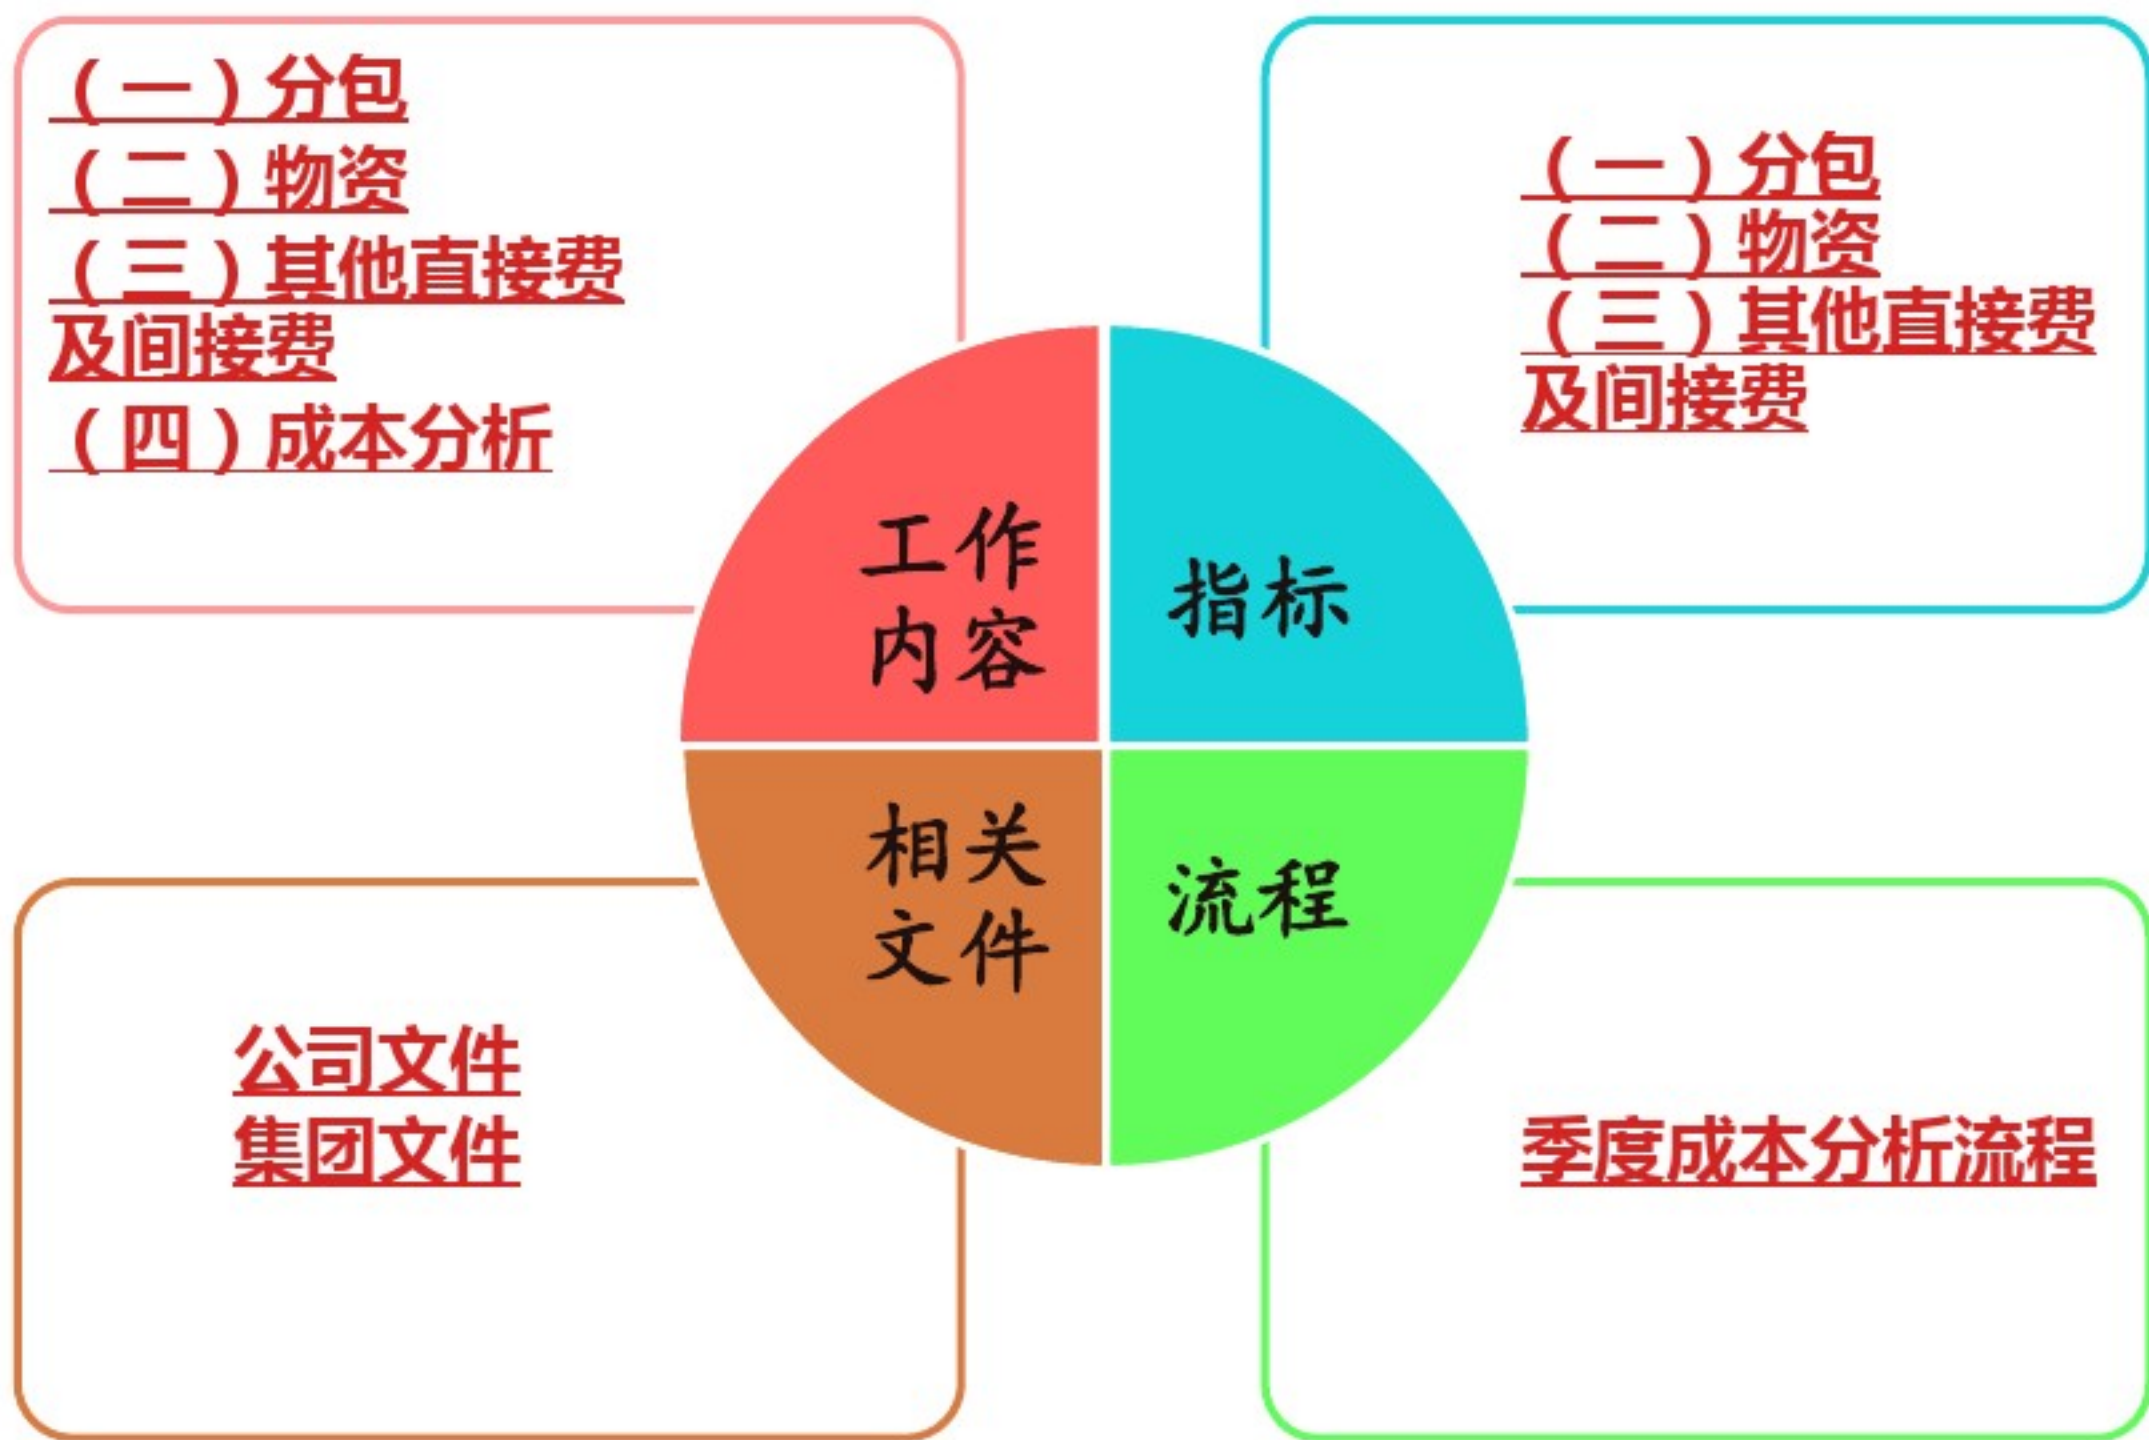 （一）分包
（二）物资
（三）其他直接费
及间接费
（四）成本分析
（一）分包
（二）物资
（三）其他直接费
及间接费
工作
内容
指标
相关
文件
流程
公司文件
集团文件
季度成本分析流程